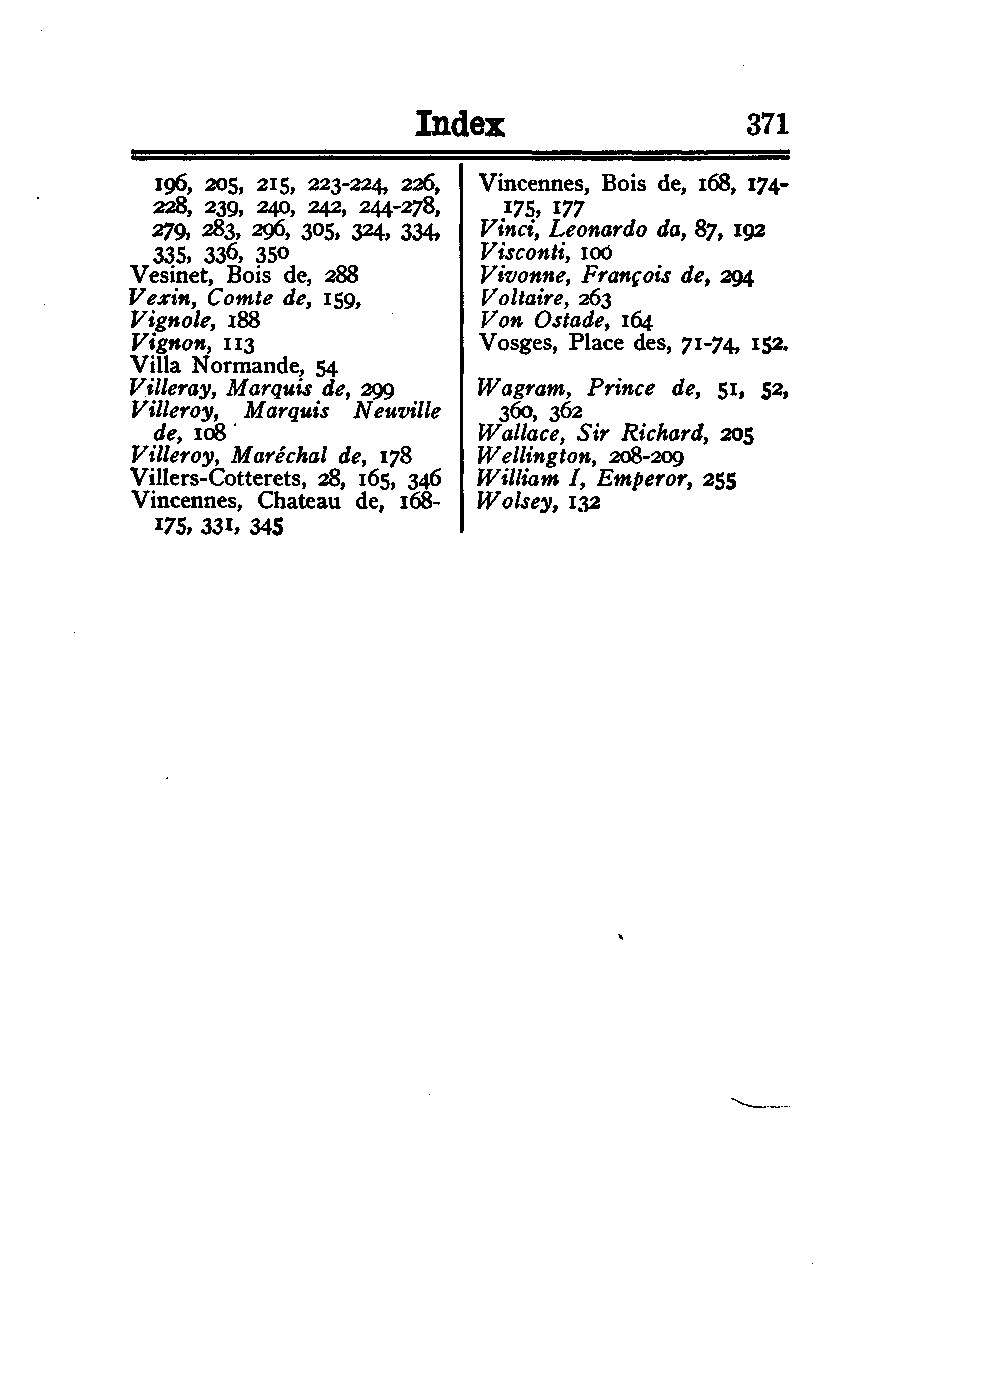 Index 371
196, 205, 215, 223-224, 226,
228, 239, 240, 242, 244-278,
279, 283, 296, 305, 324, 334,
335, 336, 350
Vesinet, Bois de, 288
Vexin, Comte de, 159,
Vignole, 188
Vignon, 113
Villa Normande, 54
Villeray, Marquis de, 299
Villeroy, Marquis Neuville
de, 108
Villeroy, Maréchal de, 178
Villers-Cotterets, 28, 165, 346
Vincennes, Chateau de, 168-
175, 331, 345
Vincennes, Bois de, 168, 174-
175, 177
Vinci, Leonardo da, 87, 192
Visconti, 100
Vivonne, François de, 294
Voltaire, 263
Von Ostade, 164
Vosges, Place des, 71-74, 152.
Wagram, Prince de, 51, 52,
360, 362
Wallace, Sir Richard, 205
Wellington, 208-209
William I, Emperor, 255
Wolsey, 132